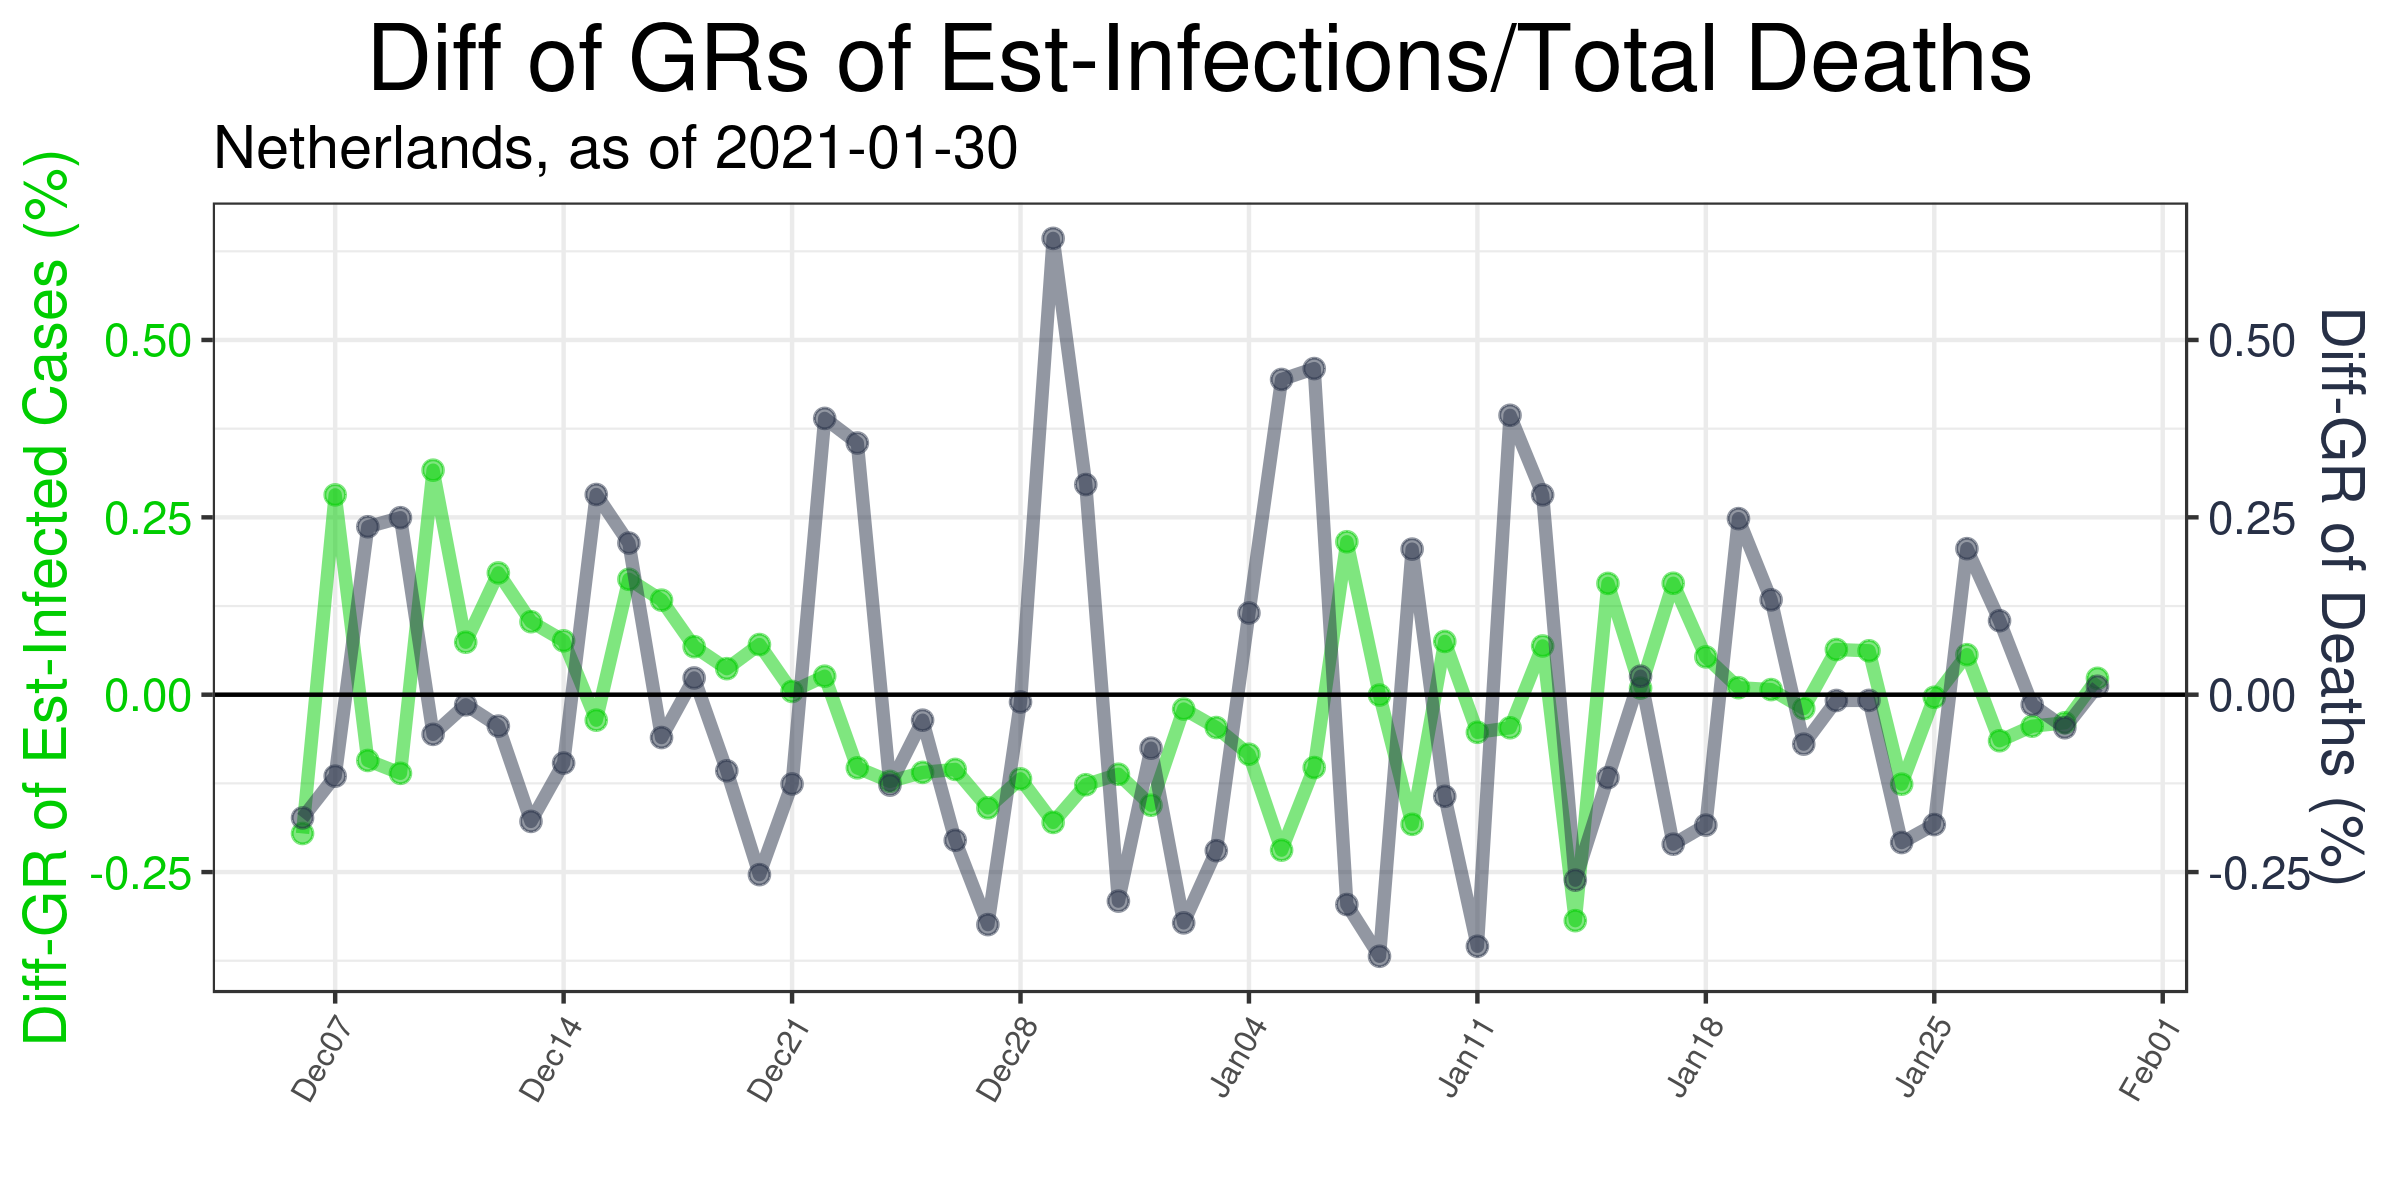 Diff of GRs of Est-Infections/Total Deaths
Netherlands, as of 2021-01-30
Diff-GR of Est-Infected Cases (%)
0.50
0.25
0.00
-0.25
0.50
0.25
0.00
-0.25
Diff-GR of Deaths (%)
Dec07
Dec14
Dec21
Dec28
Jan04
Jan11
Jan18
Jan25
Feb01